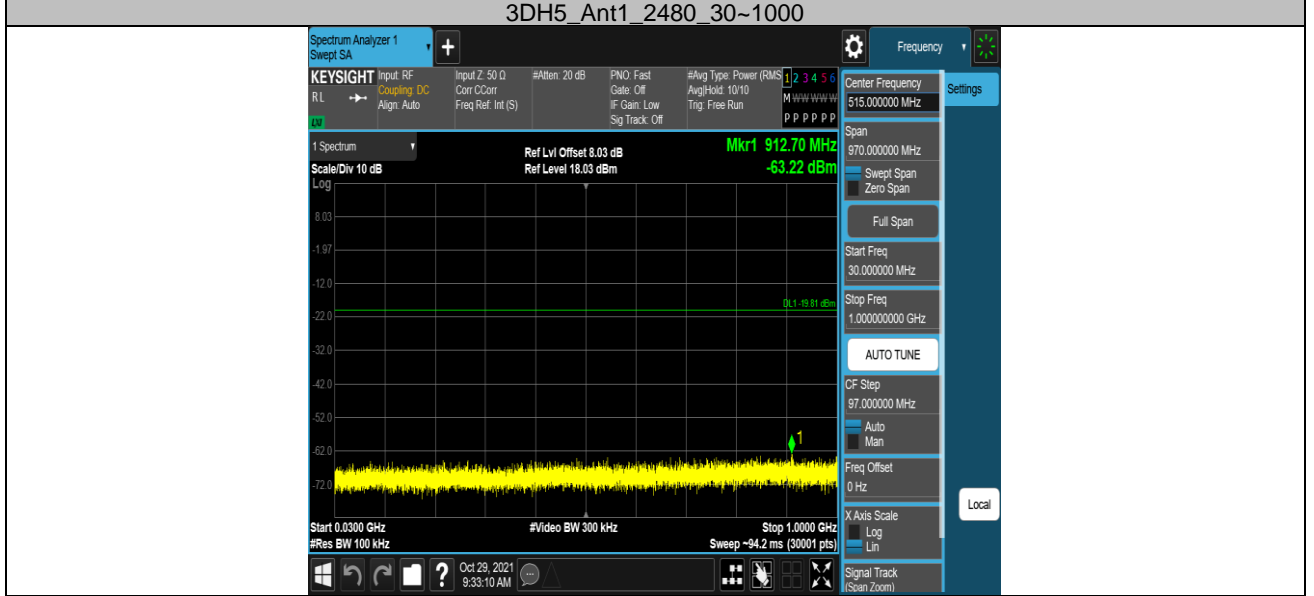 3DH5_Ant1_2480_30~1000
Spectrum Analyzer 1
Swept SA
+
Frequency
KEYSIGHT
RL
LXI
Input: RF
Coupling: DC
Align: Auto
Input Z: 50 Ω
Corr CCorr
Freq Ref: Int (S)
#Atten: 20 dB
PNO: Fast
Gate: Off
IF Gain: Low
Sig Track: Off
#Avg Type: Power (RMS
Avg|Hold: 10/10
Trig: Free Run
1 2 3 4 5 6
M W W W W W
P P P P P P
1 Spectrum
Scale/Div 10 dB
Log
Ref Lvl Offset 8.03 dB
Ref Level 18.03 dBm
Mkr1 912.70 MHz
-63.22 dBm
8.03
-1.97
-12.0
DL1 -19.81 dBm
-22.0
-32.0
-42.0
-52.0
1
-62.0
-72.0
Start 0.0300 GHz
#Video BW 300 kHz
Stop 1.0000 GHz
#Res BW 100 kHz
Sweep ~94.2 ms (30001 pts)
?
Oct 29, 2021
9:33:10 AM
Center Frequency
515.000000 MHz
Settings
Span
970.000000 MHz
Swept Span
Zero Span
Full Span
Start Freq
30.000000 MHz
Stop Freq
1.000000000 GHz
AUTO TUNE
CF Step
97.000000 MHz
Auto
Man
Freq Offset
0 Hz
Local
X Axis Scale
Log
Lin
Signal Track
(Span Zoom)